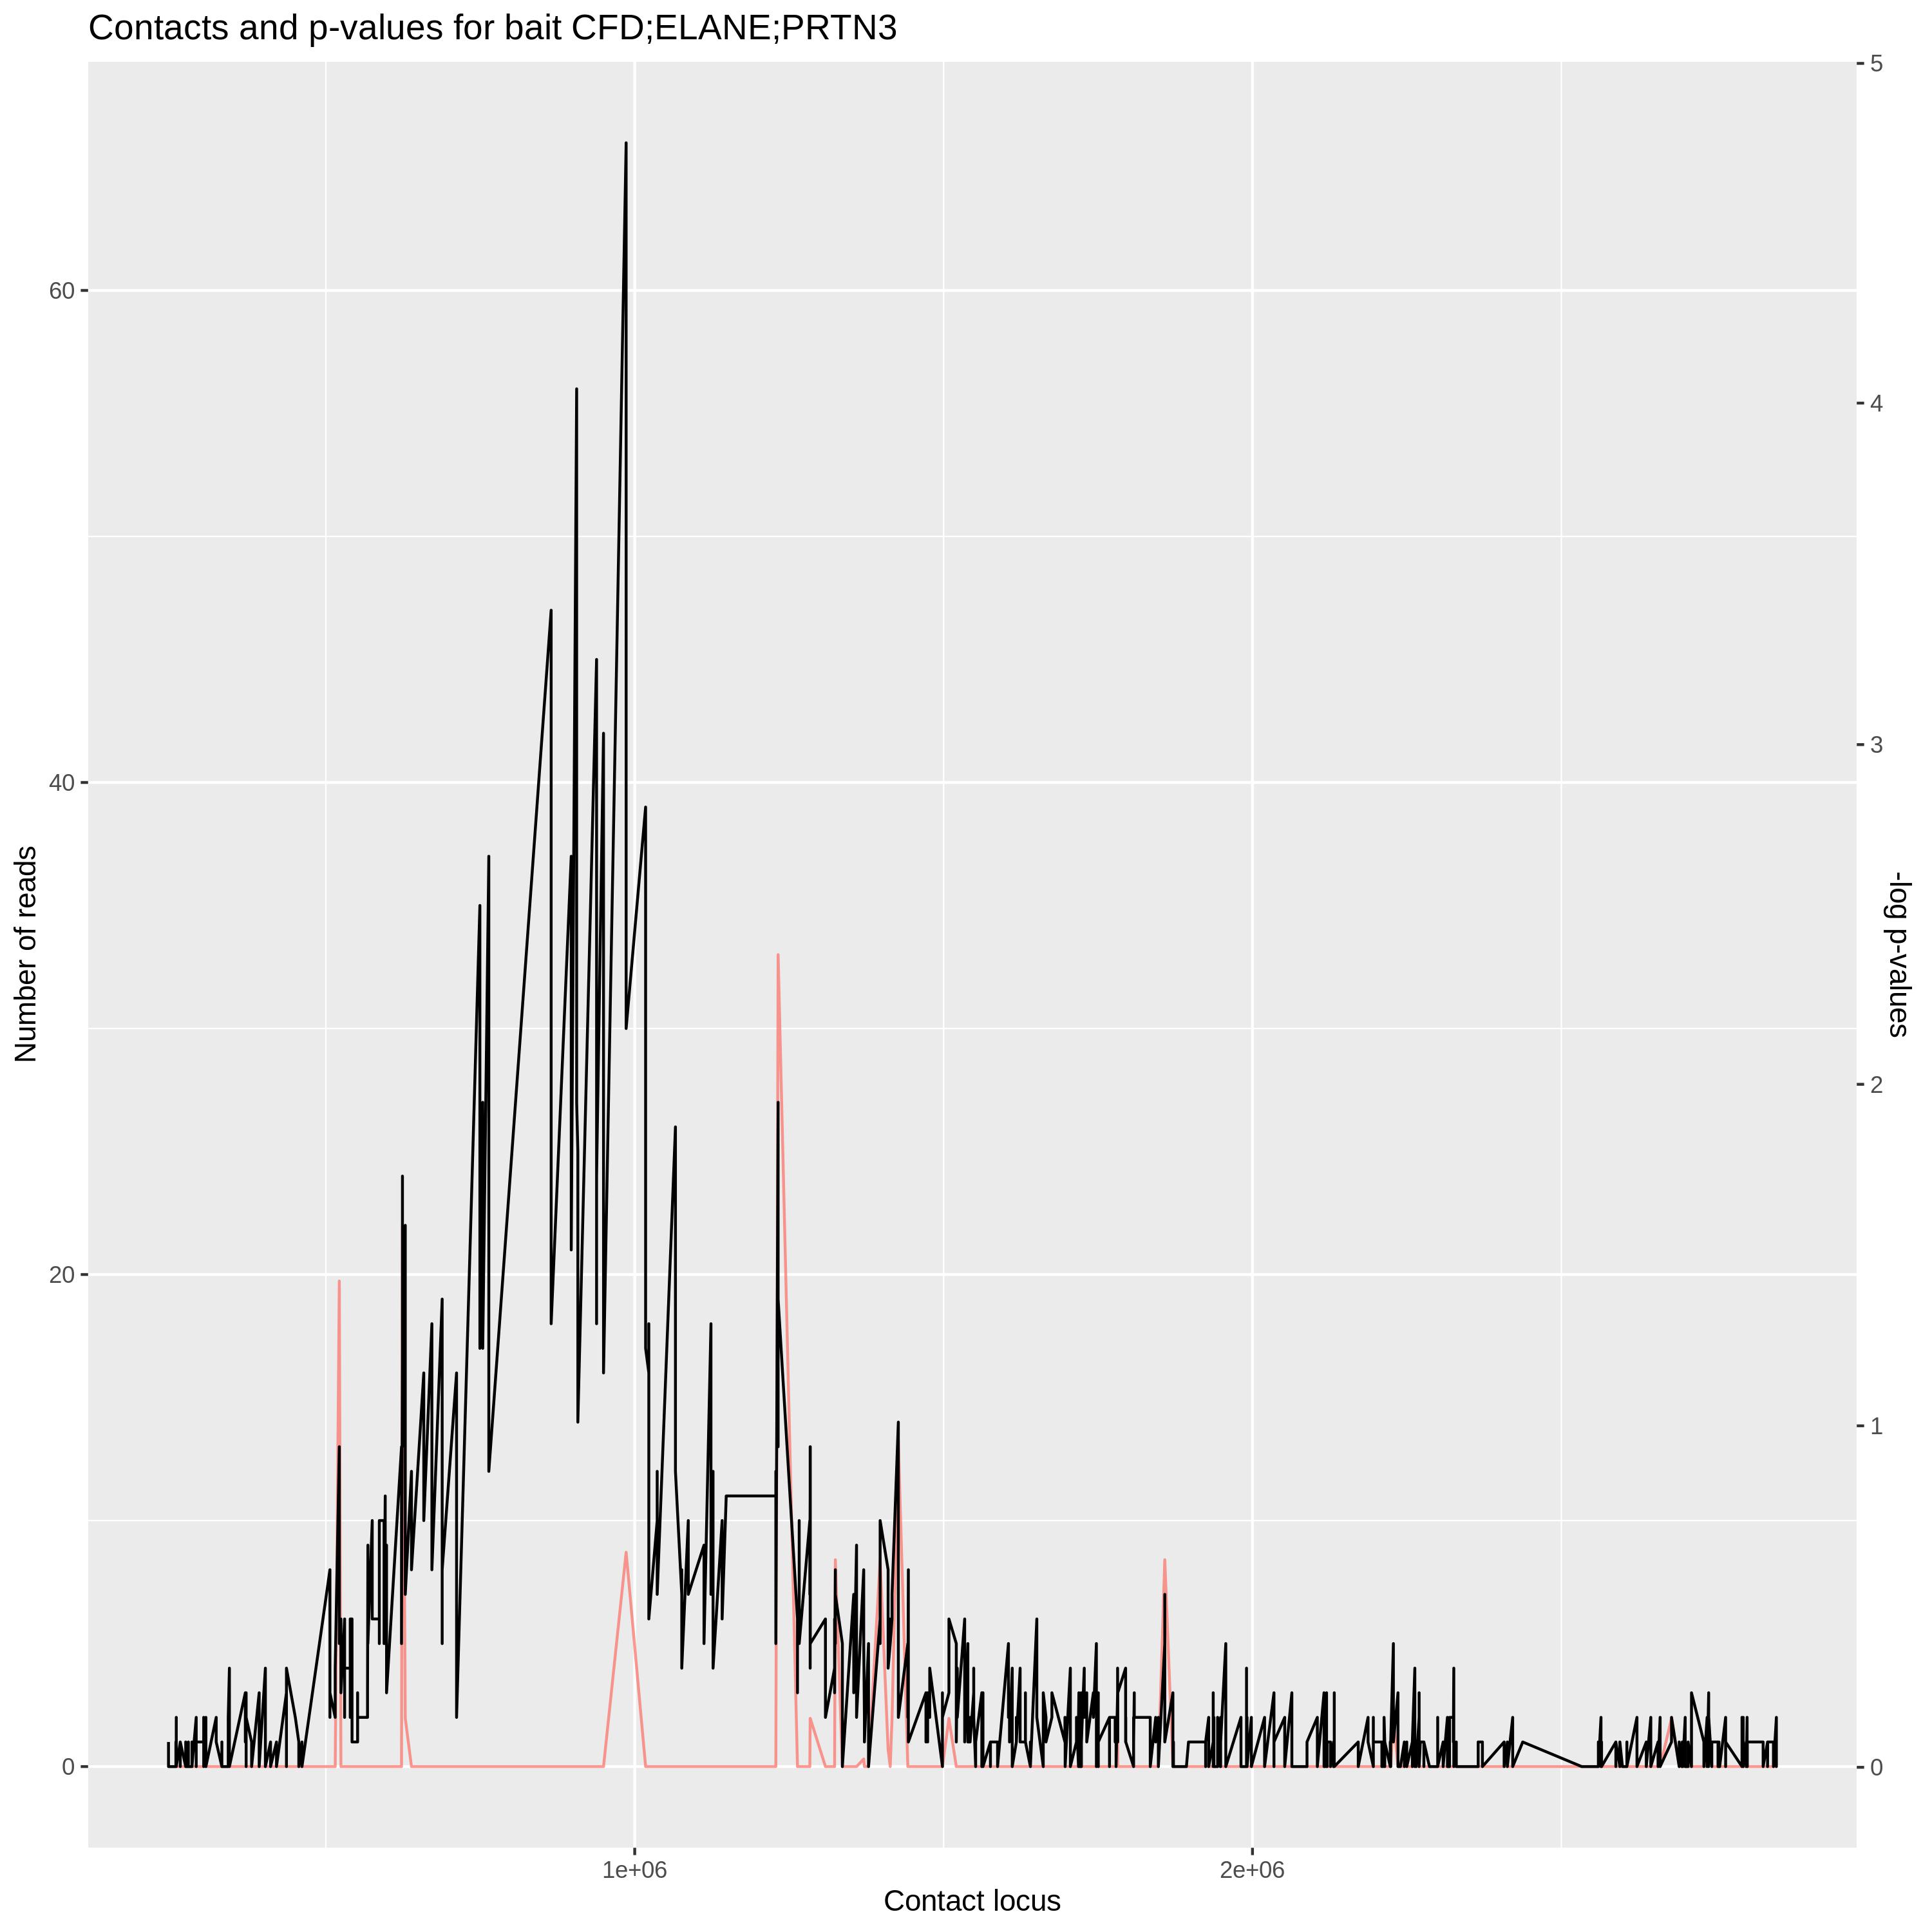 Contacts and p-values for bait CFD;ELANE;PRTN3
5
60
4
3
40
Number of reads
-log p-values
2
20
1
0
0
1e+06
2e+06
Contact locus